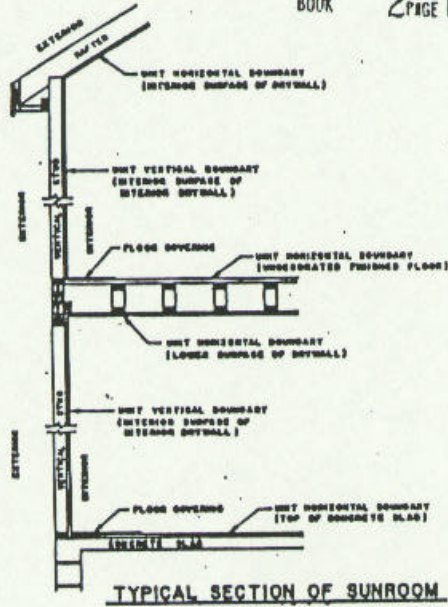 BOOK PAGE
EXTERIOR
RAFTER
UNIT HORIZONTAL BOUNDARY
(INTERIOR SURFACE OF DRYWALL)
UNIT VERTICAL BOUNDARY
(INTERIOR SURFACE OF
INTERIOR DRYWALL)
EXTERIOR
VERTICAL STUD
INTERIOR
FLOOR COVERING
UNIT HORIZONTAL BOUNDARY
(UNDECORATED FINISHED FLOOR)
UNIT HORIZONTAL BOUNDARY
(LOWER SURFACE OF DRYWALL)
UNIT VERTICAL BOUNDARY
(INTERIOR SURFACE OF
INTERIOR DRYWALL)
EXTERIOR
VERTICAL STUD
INTERIOR
FLOOR COVERING
UNIT HORIZONTAL BOUNDARY
(TOP OF CONCRETE SLAB)
CONCRETE SLAB
TYPICAL SECTION OF SUNROOM